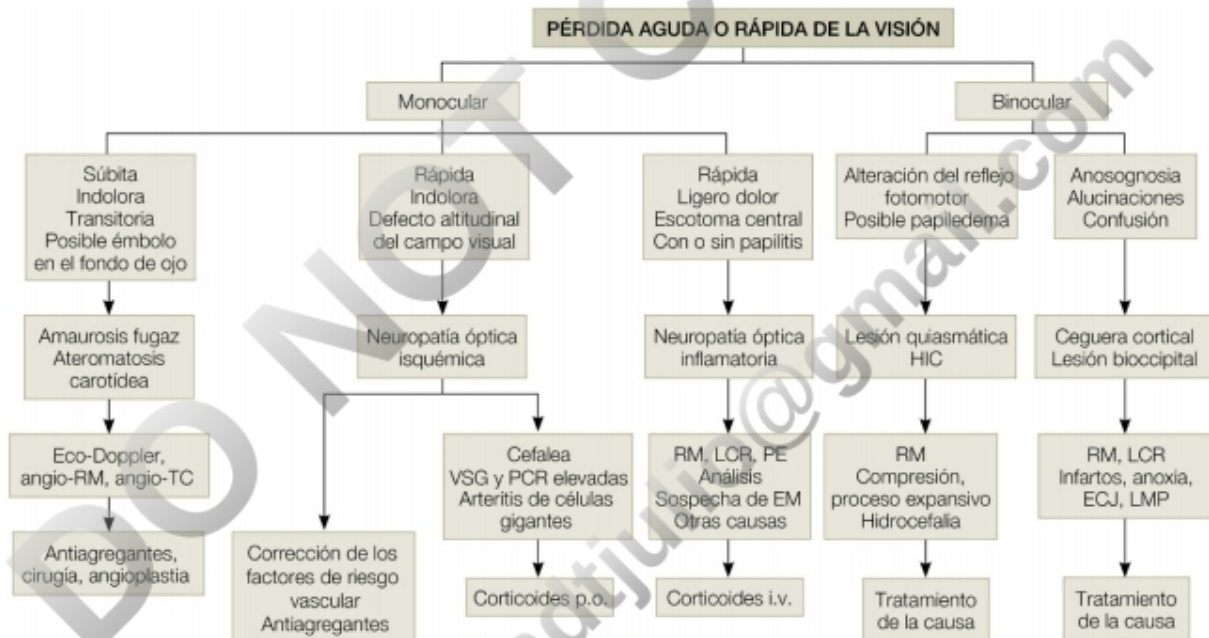 PÉRDIDA AGUDA O RÁPIDA DE LA VISIÓN
Monocular
Binocular
Súbita
Indolora
Transitoria
Posible émbolo
en el fondo de ojo
Rápida
Indolora
Defecto altitudinal
del campo visual
Rápida
Ligero dolor
Escotoma central
Con o sin papilitis
Alteración del reflejo
fotomotor
Posible papiledema
Anosognosia
Alucinaciones
Confusión
Amaurosis fugaz
Ateromatosis
carotídea
Neuropatía óptica
isquémica
Neuropatía óptica
inflamatoria
Lesión quiasmática
HIC
Ceguera cortical
Lesión bioccipital
Eco-Doppler,
angio-RM, angio-TC
Cefalea
VSG y PCR elevadas
Arteritis de células
gigantes
RM, LCR, PE
Análisis
Sospecha de EM
Otras causas
RM
Compresión,
proceso expansivo
Hidrocefalia
RM, LCR
Infartos, anoxia,
ECJ, LMP
Antiagregantes,
cirugía, angioplastia
Corrección de los
factores de riesgo
vascular
Antiagregantes
Corticoides p.o.
Corticoides i.v.
Tratamiento
de la causa
Tratamiento
de la causa
DO NOT C
edtjulio@gmail.com